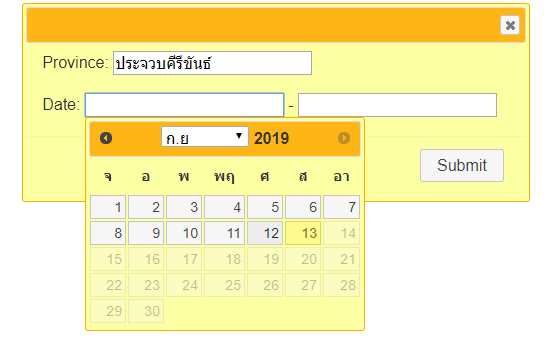 Province: ประจวบคีรีขันธ์
Date: -
ก.ย 2019
จ อ พ พฤ ศ ส อา
1 2 3 4 5 6 7
8 9 10 11 12 13 14
15 16 17 18 19 20 21
22 23 24 25 26 27 28
29 30
Submit